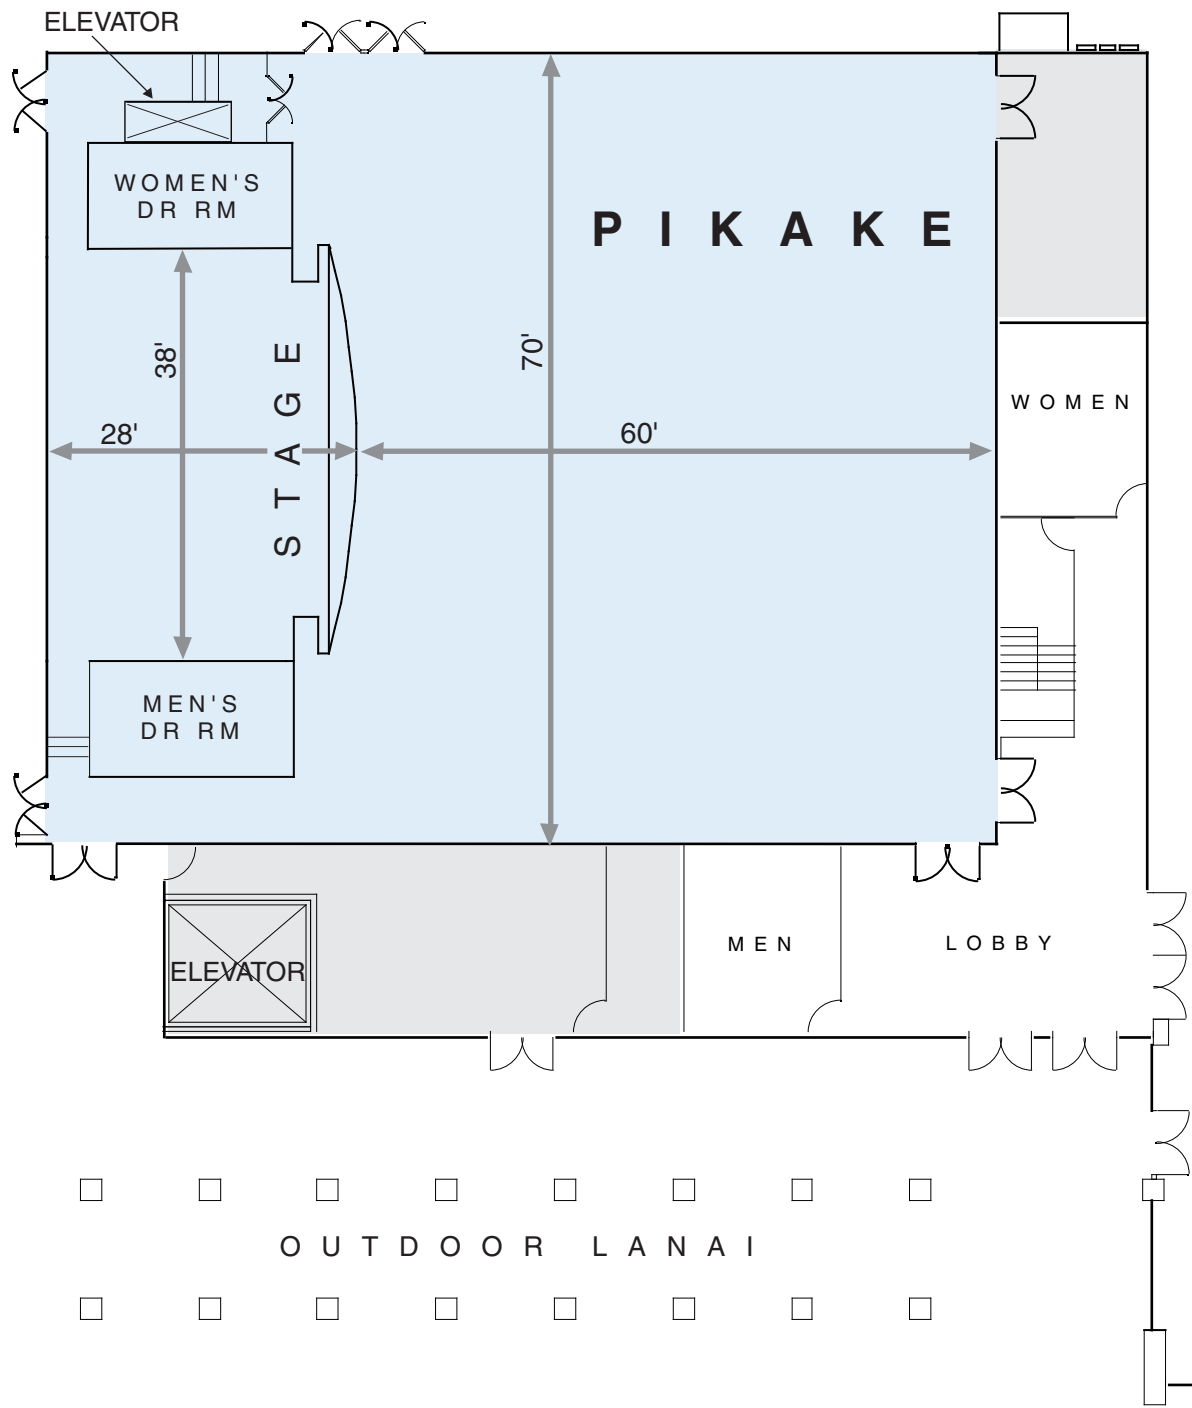 ELEVATOR
WOMEN'S
DR RM
PIKAKE
38'
STAGE
70'
WOMEN
28'
60'
MEN'S
DR RM
ELEVATOR
MEN
LOBBY
OUTDOOR LANAI